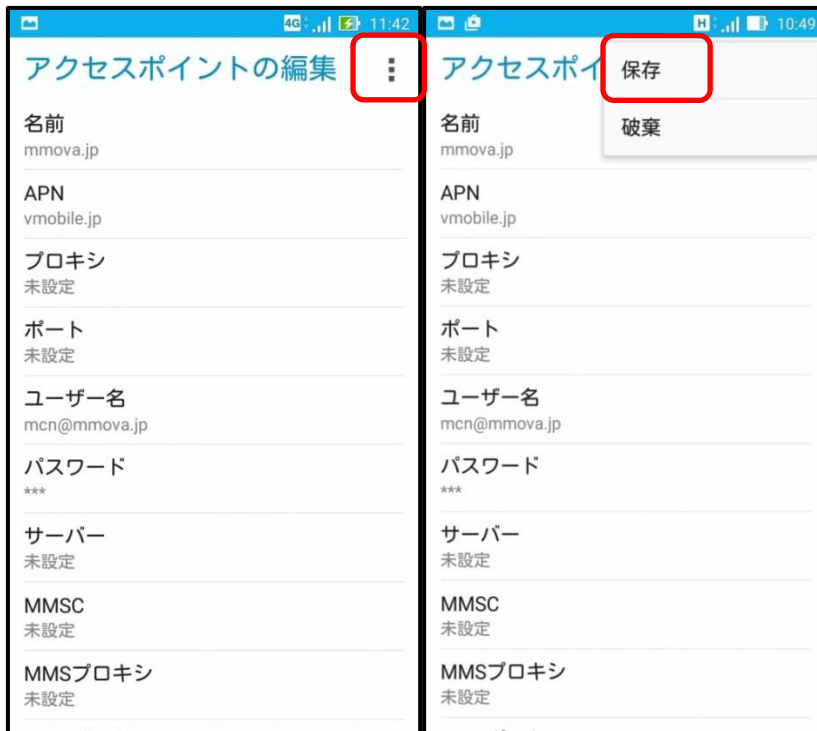 4G 11:42
アクセスポイントの編集
名前
mmova.jp
APN
vmobile.jp
プロキシ
未設定
ポート
未設定
ユーザー名
mcn@mmova.jp
パスワード
***
サーバー
未設定
MMSC
未設定
MMSプロキシ
未設定
H 10:49
アクセスポイ
保存
破棄
名前
mmova.jp
APN
vmobile.jp
プロキシ
未設定
ポート
未設定
ユーザー名
mcn@mmova.jp
パスワード
***
サーバー
未設定
MMSC
未設定
MMSプロキシ
未設定